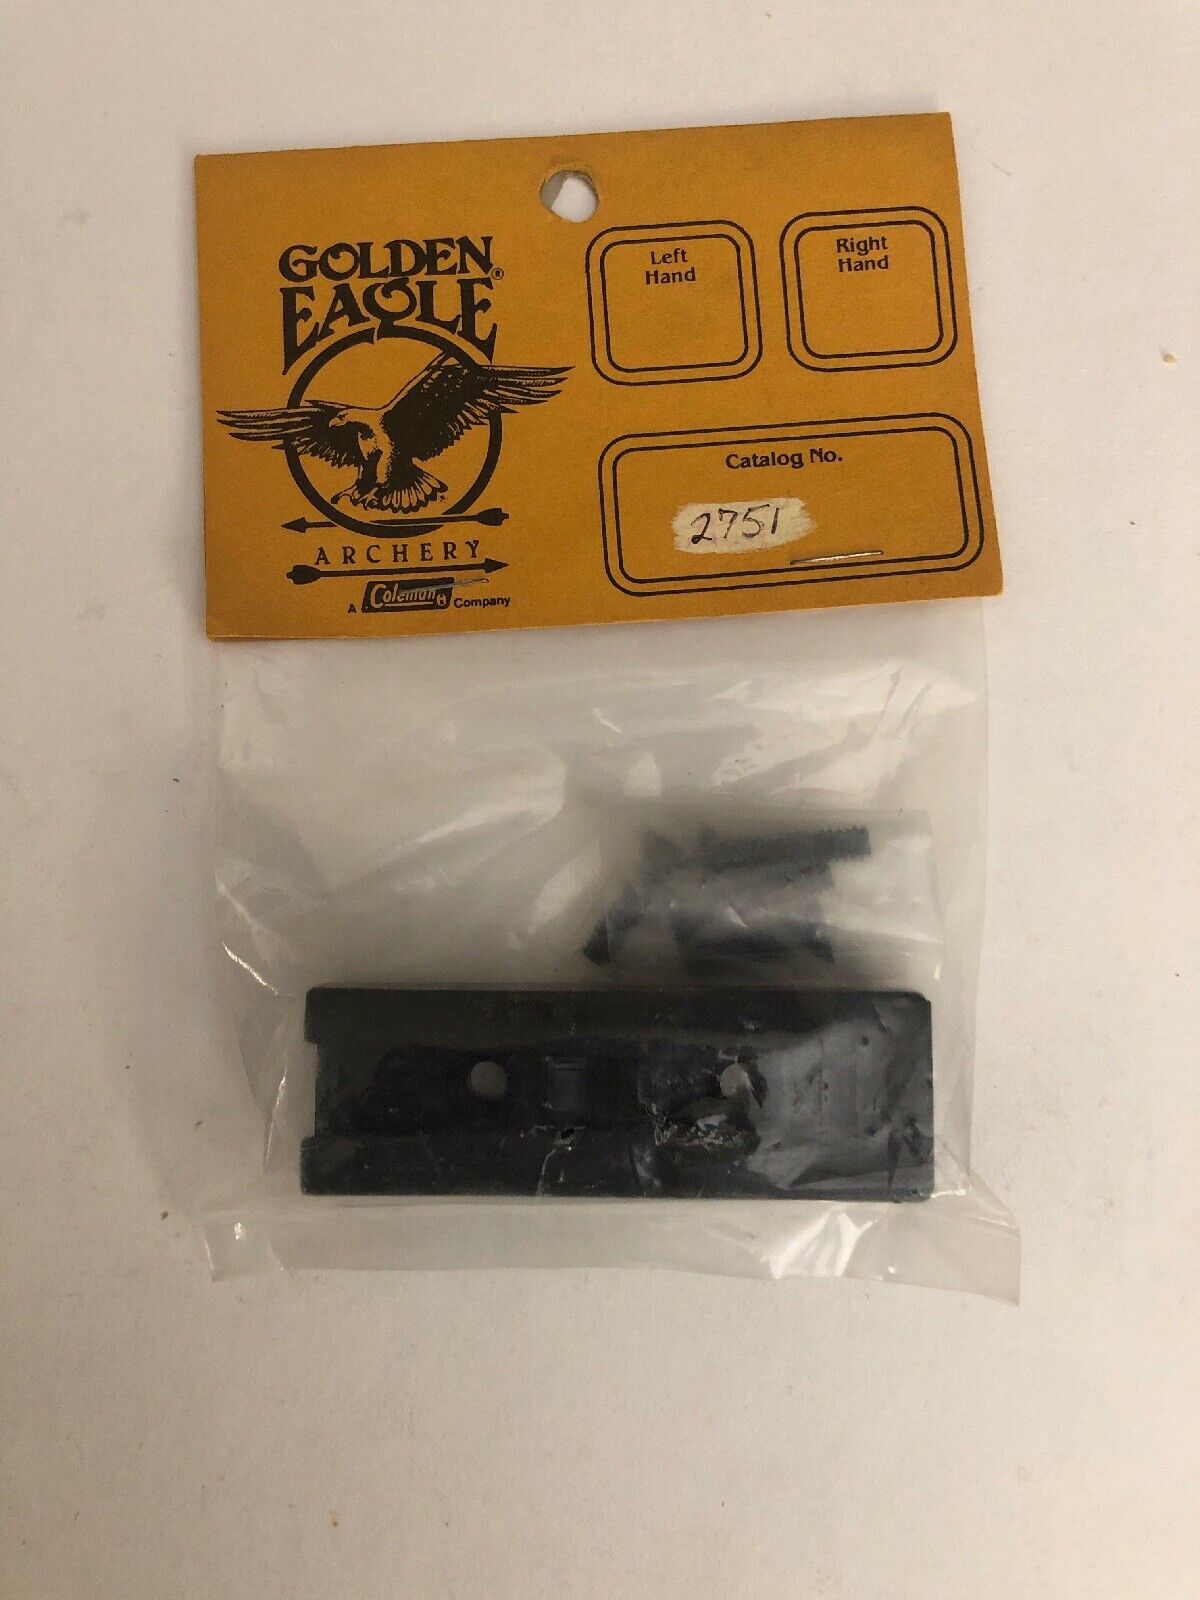 GOLDEN®
EAGLE
ARCHERY
A Coleman® Company
Left
Hand
Right
Hand
Catalog No.
2751